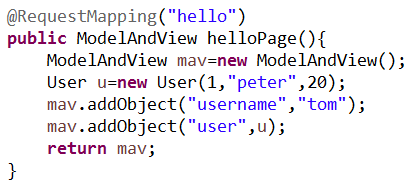 @RequestMapping("hello")
public ModelAndView helloPage(){
    ModelAndView mav=new ModelAndView();
    User u=new User(1,"peter",20);
    mav.addObject("username","tom");
    mav.addObject("user",u);
    return mav;
}